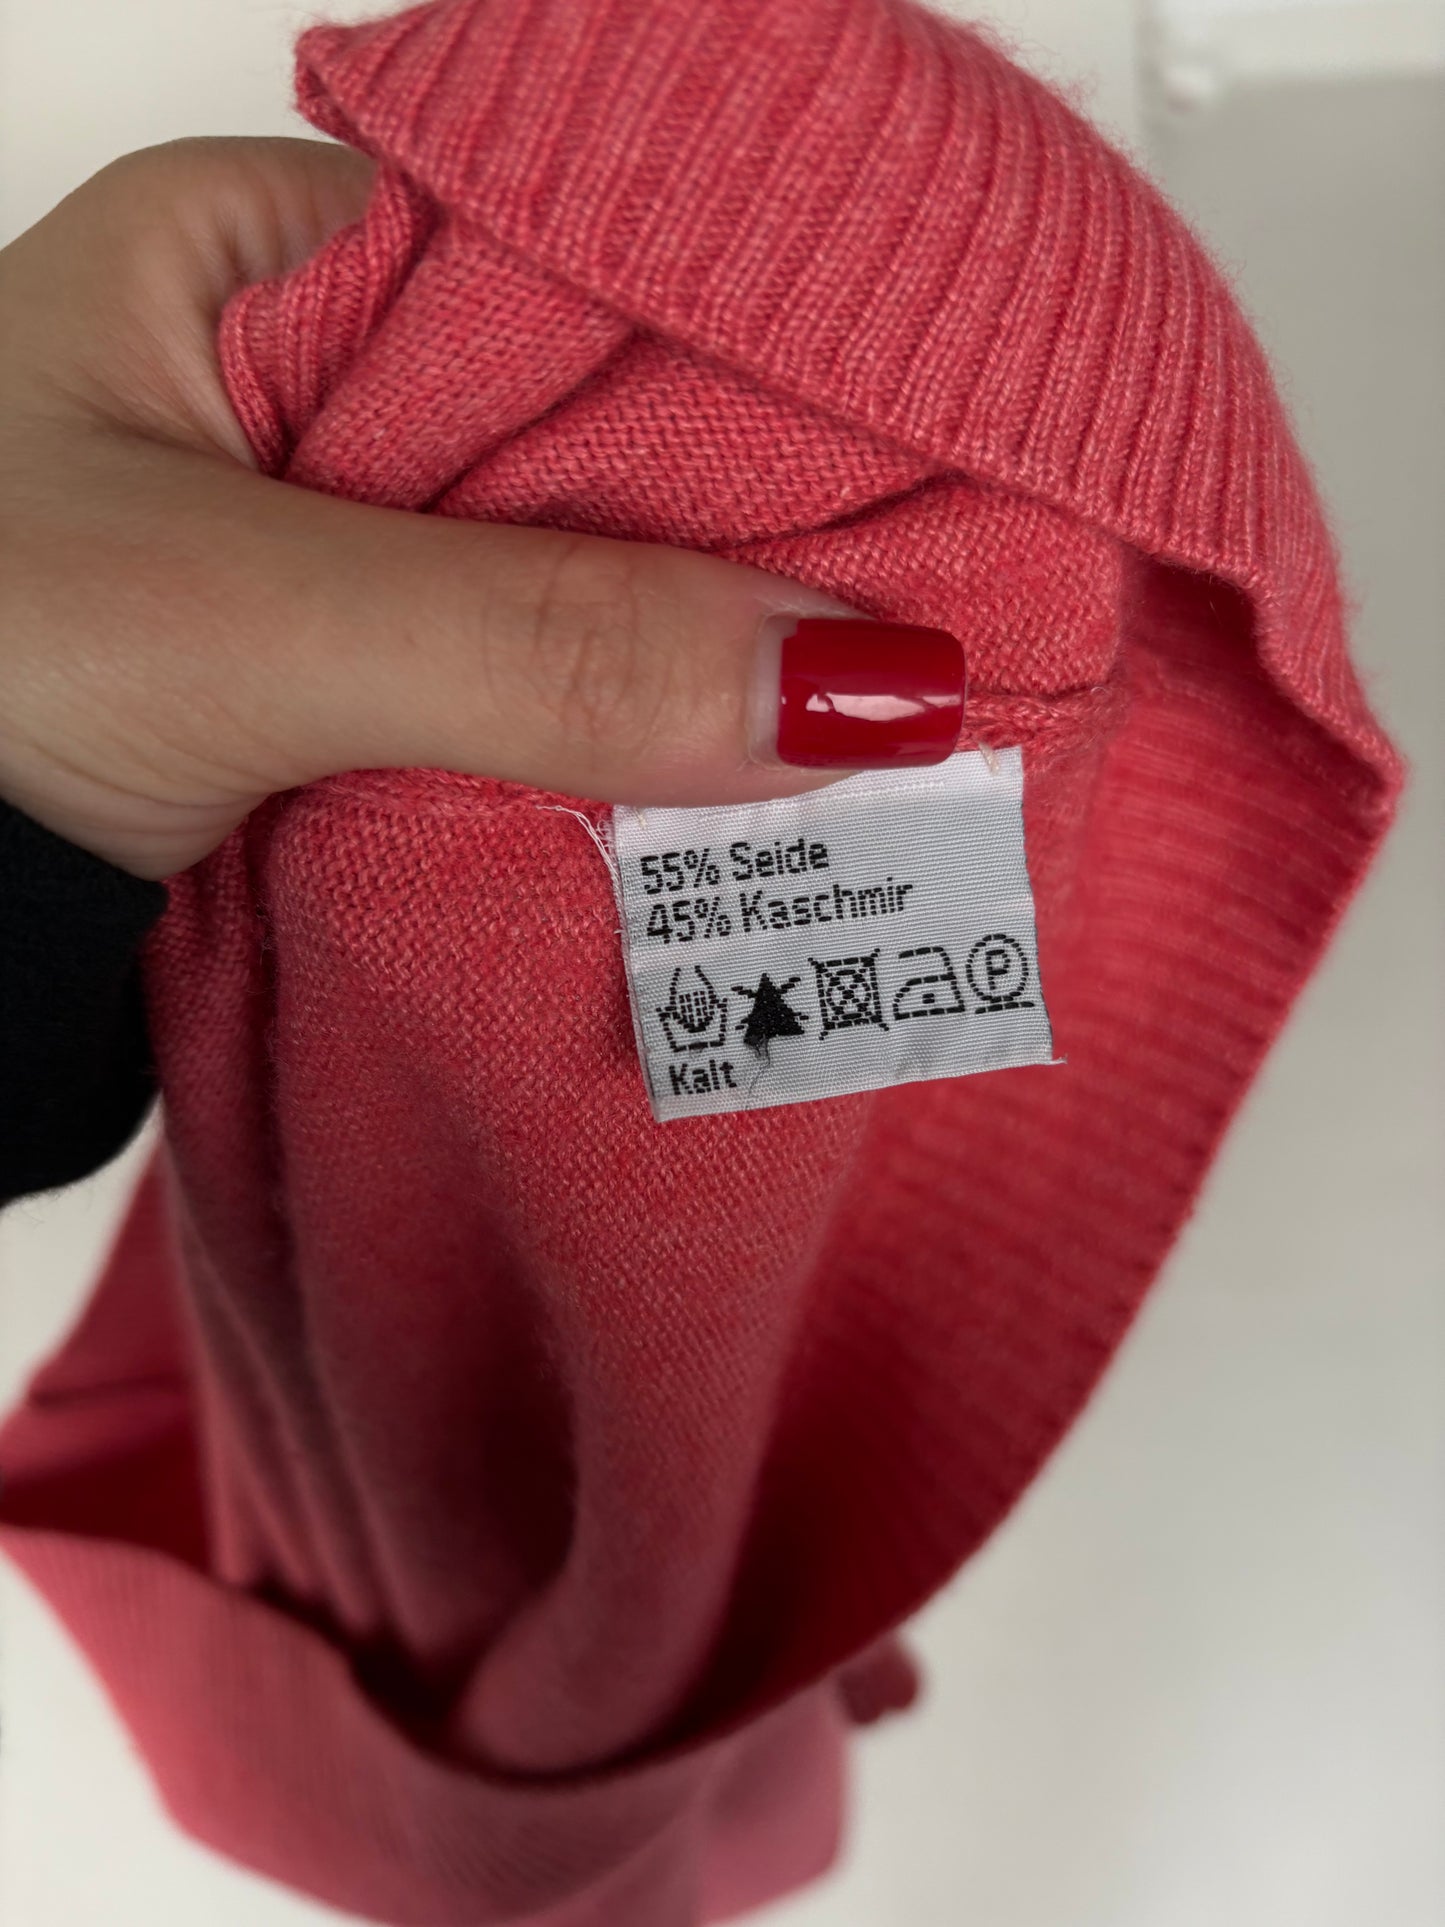 55% Seide
45% Kaschmir
P
Kalt